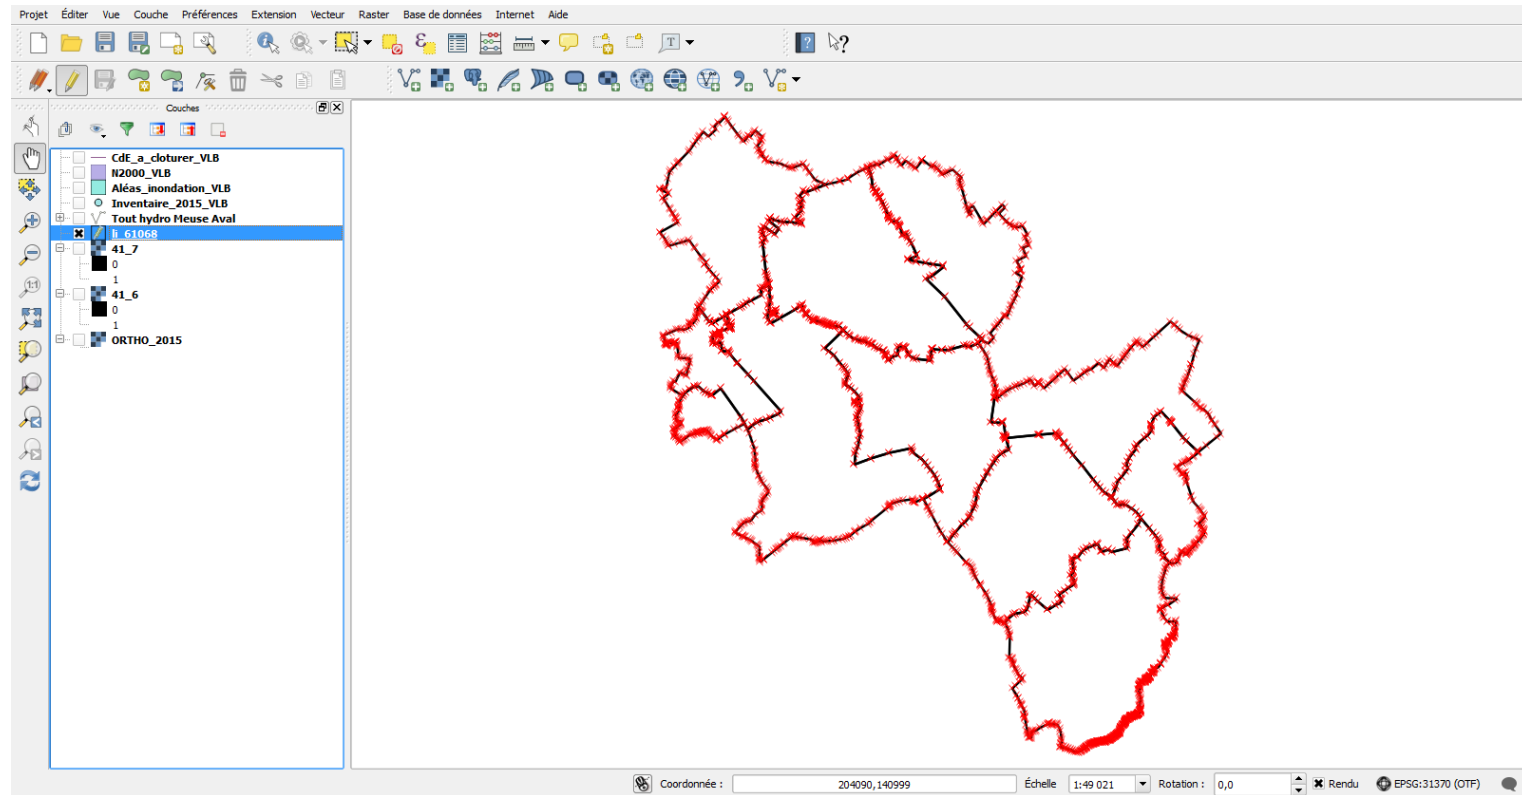 Projet Éditer Vue Couche Préférences Extension Vecteur Raster Base de données Internet Aide
Couches
CdE_a_cloturer_VLB
N2000_VLB
Aléas_inondation_VLB
Inventaire_2015_VLB
Tout hydro Meuse Aval
li_61068
41_7
0
1
41_6
0
1
ORTHO_2015
1:1
Coordonnée : 204090,140999 Échelle 1:49 021 Rotation : 0,0 Rendu EPSG:31370 (OTF)